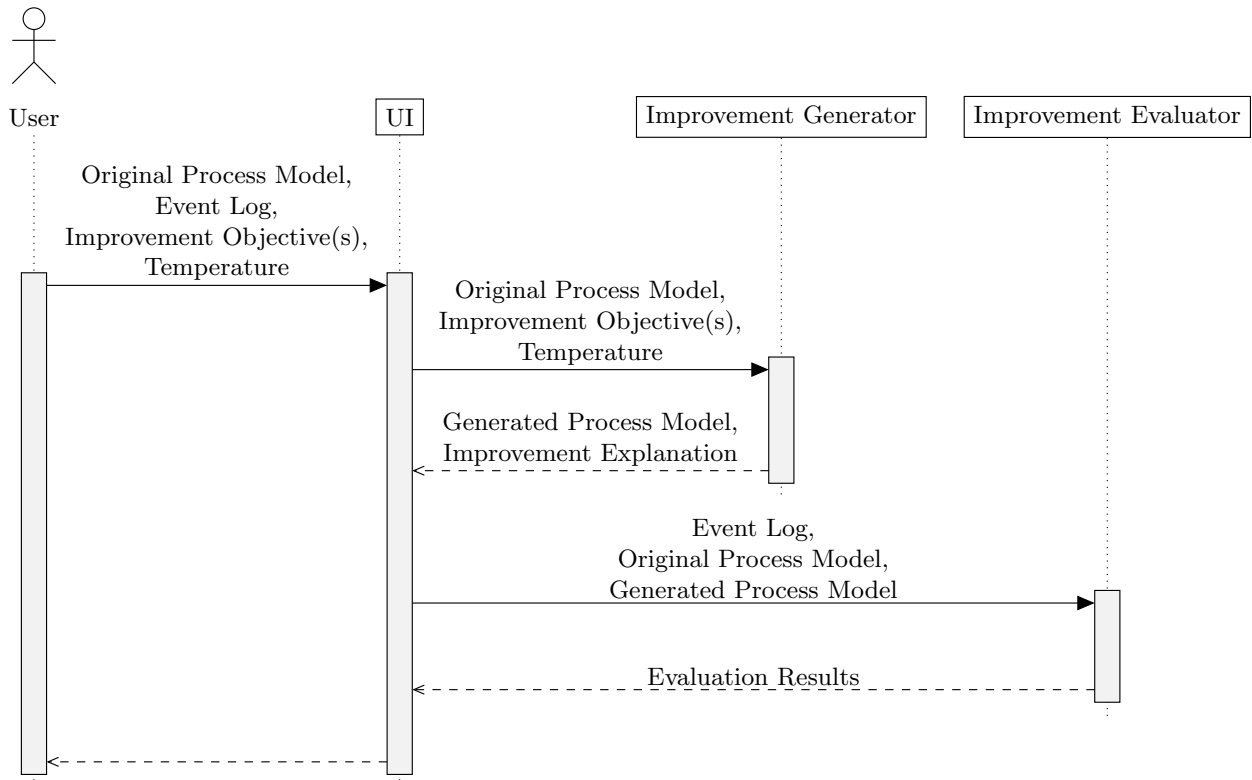 User
UI
Improvement Generator
Improvement Evaluator
Original Process Model,
Event Log,
Improvement Objective(s),
Temperature
Original Process Model,
Improvement Objective(s),
Temperature
Generated Process Model,
Improvement Explanation
Event Log,
Original Process Model,
Generated Process Model
Evaluation Results